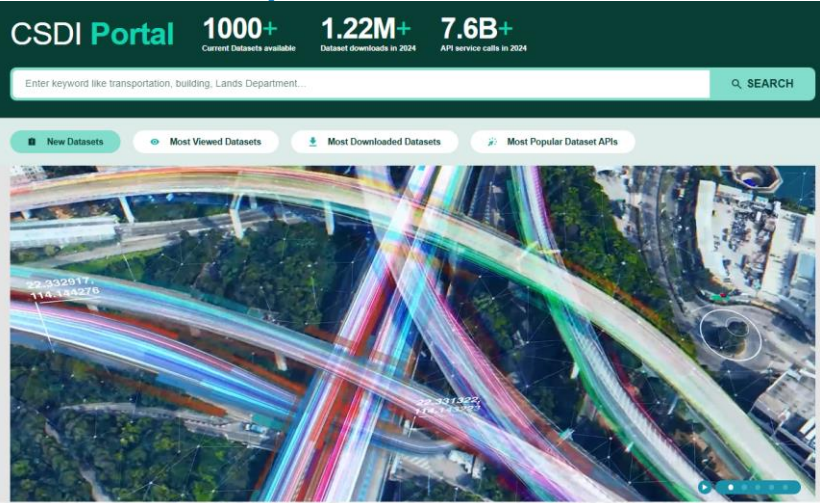 CSDI Portal
1000+
Current Datasets available
1.22M+
Dataset downloads in 2024
7.6B+
API service calls in 2024
Enter keyword like transportation, building, Lands Department...
SEARCH
New Datasets
Most Viewed Datasets
Most Downloaded Datasets
Most Popular Dataset APIs
22.332917,
114.144276
22.331322,